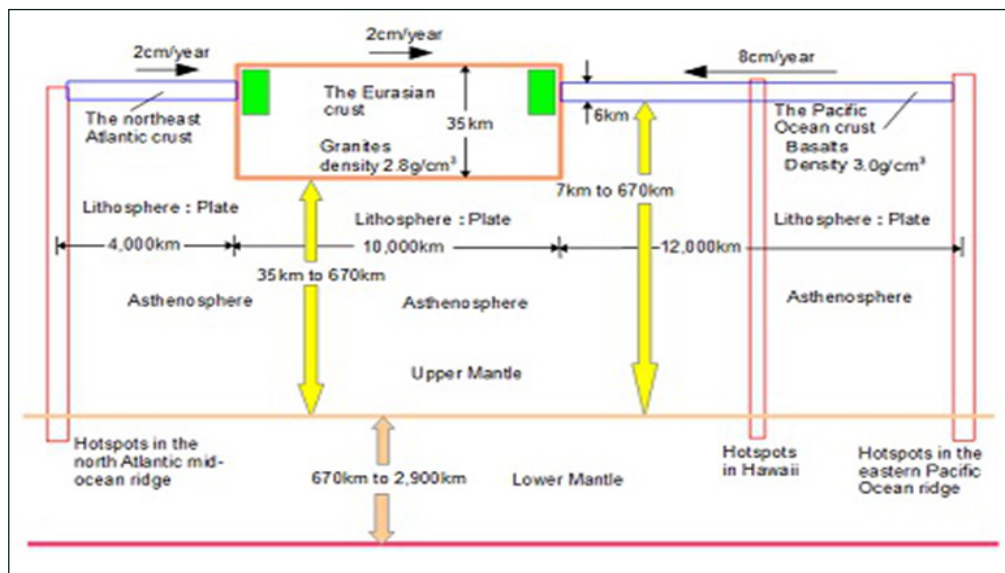 2cm/year
2cm/year
8cm/year
The northeast
Atlantic crust
The Eurasian
crust
35km
Granites
density 2.8g/cm³
6km
The Pacific
Ocean crust
Basalts
Density 3.0g/cm³
7km to 670km
Lithosphere : Plate
Lithosphere : Plate
Lithosphere : Plate
4,000km
10,000km
12,000km
35km to 670km
Asthenosphere
Asthenosphere
Asthenosphere
Upper Mantle
Hotspots in the
north Atlantic mid-
ocean ridge
670km to 2,900km
Lower Mantle
Hotspots
in Hawaii
Hotspots in the
eastern Pacific
Ocean ridge